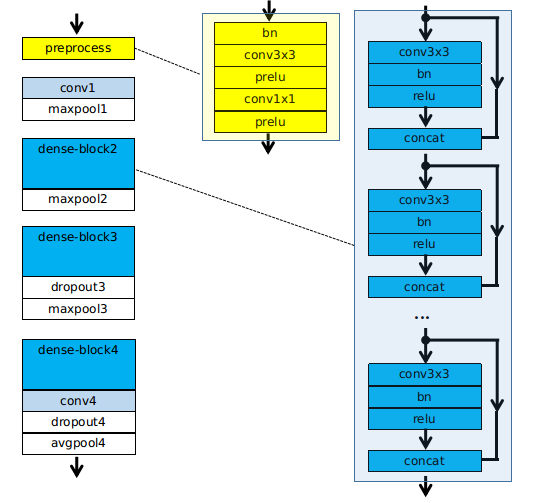 preprocess
conv1
maxpool1
dense-block2
maxpool2
dense-block3
dropout3
maxpool3
dense-block4
conv4
dropout4
avgpool4
bn
conv3x3
prelu
conv1x1
prelu
conv3x3
bn
relu
concat
conv3x3
bn
relu
concat
...
conv3x3
bn
relu
concat